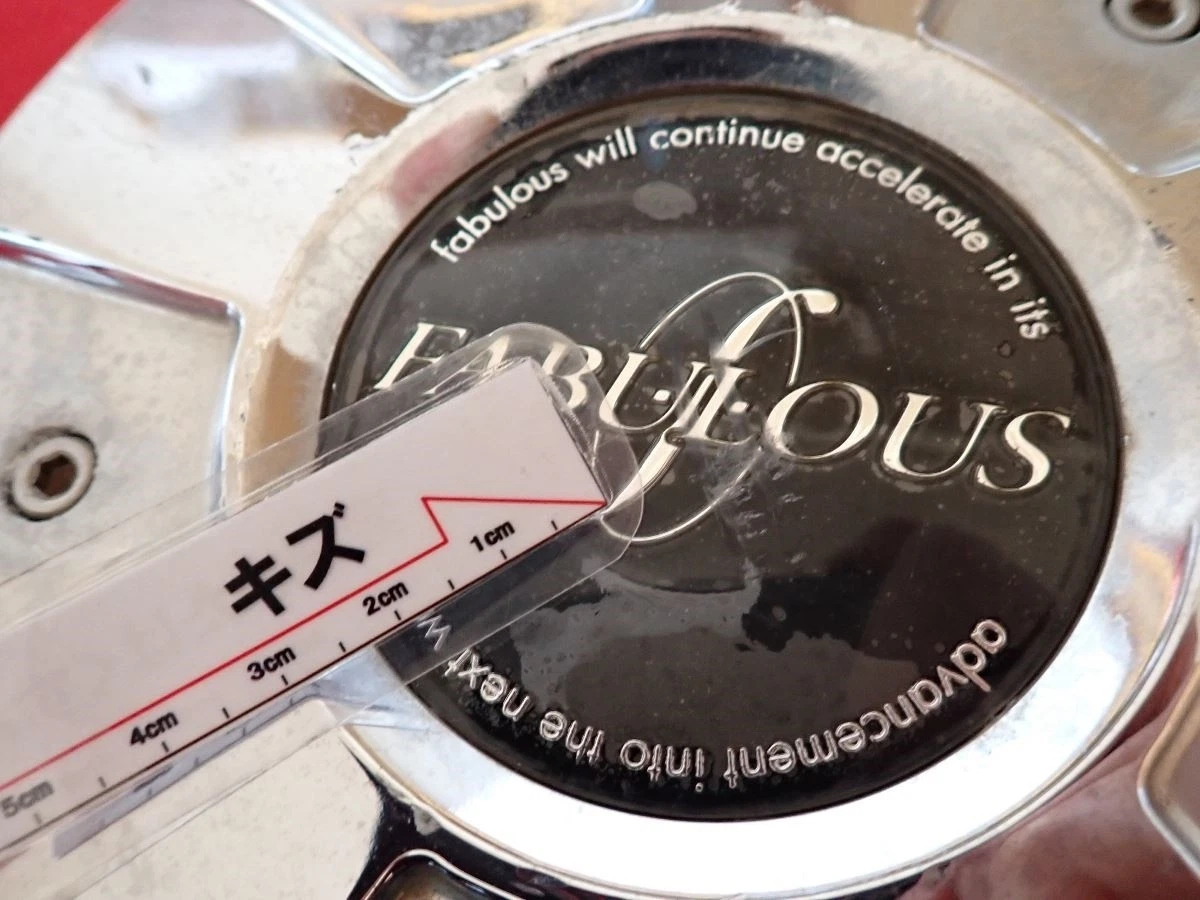 fabulous will continue accelerate in its
FABULOUS
advancement into the next w
キズ
1cm
2cm
3cm
4cm
5cm